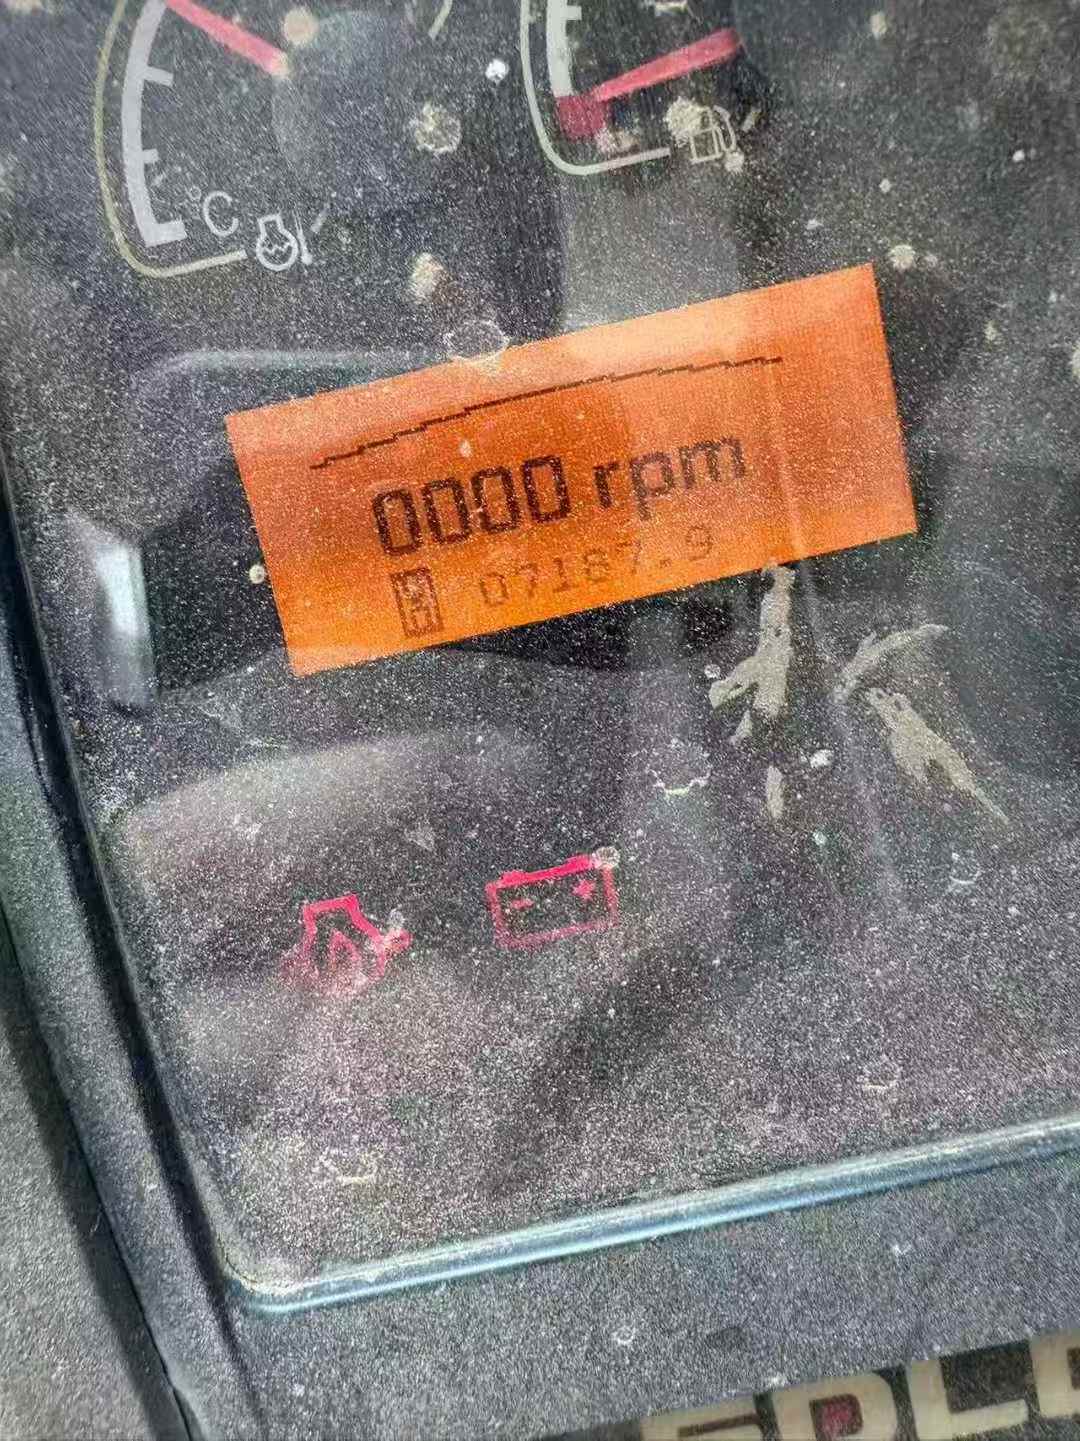 °C
0000 rpm
07187.9
- +